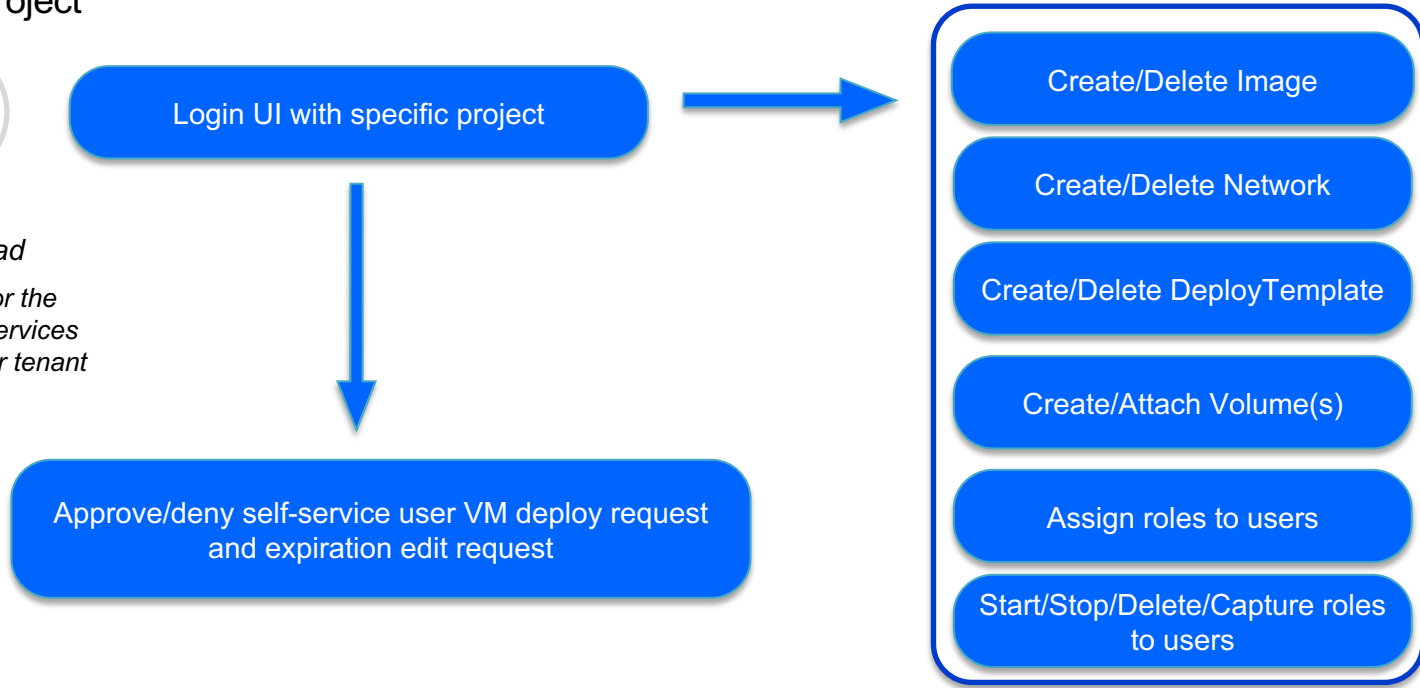 Login UI with specific project
ad
or the
tenant
Approve/deny self-service user VM deploy request
and expiration edit request
Create/Delete Image
Create/Delete Network
Create/Delete DeployTemplate
Create/Attach Volume(s)
Assign roles to users
Start/Stop/Delete/Capture roles
to users